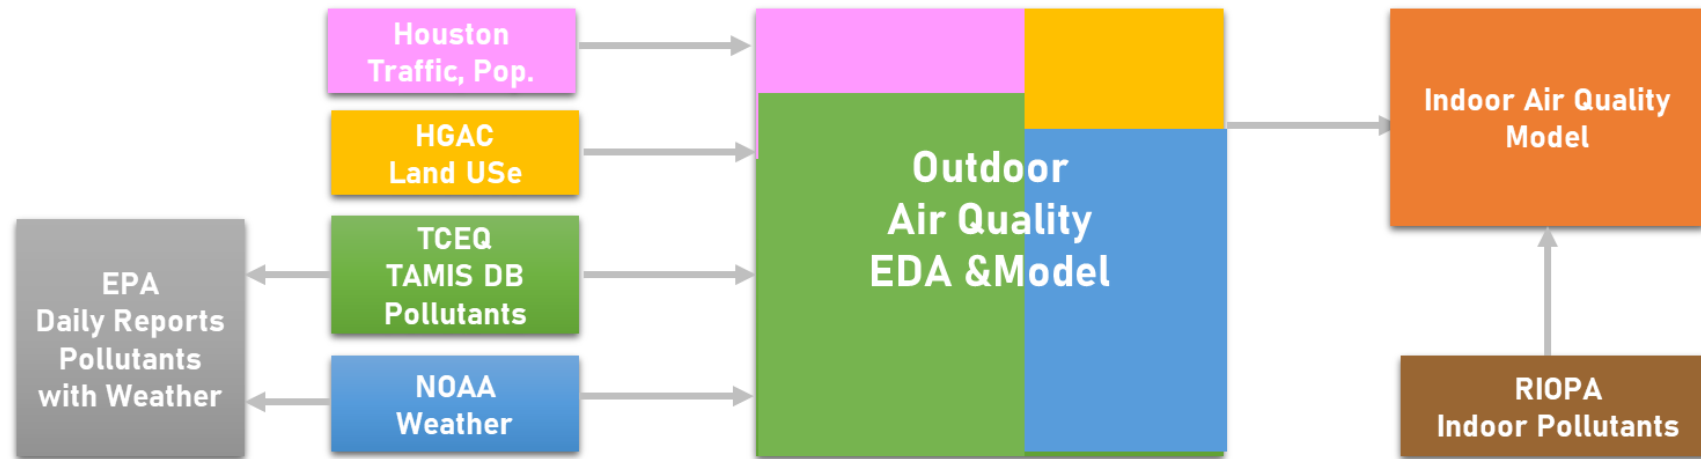 Houston
Traffic, Pop.
HGAC
Land USe
TCEQ
TAMIS DB
Pollutants
NOAA
Weather
EPA
Daily Reports
Pollutants
with Weather
Outdoor
Air Quality
EDA &Model
Indoor Air Quality
Model
RIOPA
Indoor Pollutants